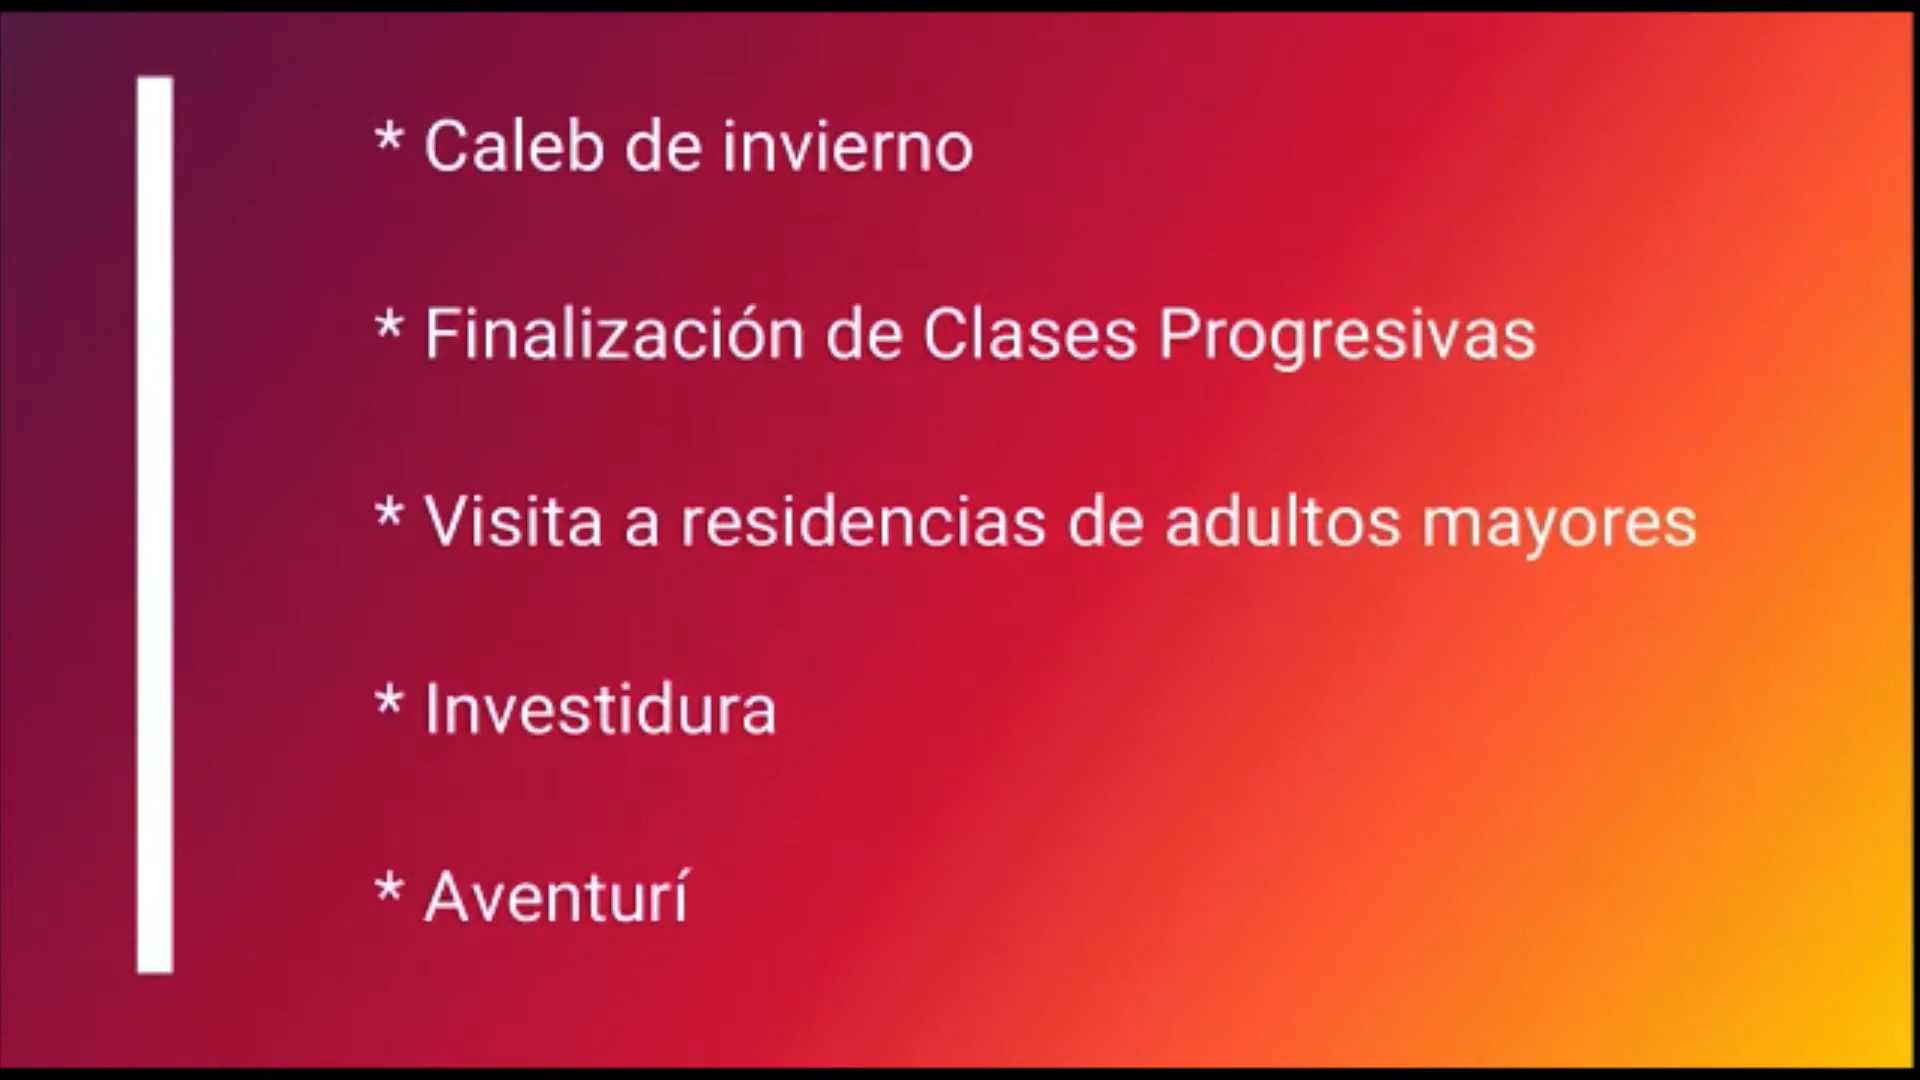 * Caleb de invierno
* Finalización de Clases Progresivas
* Visita a residencias de adultos mayores
* Investidura
* Aventurí